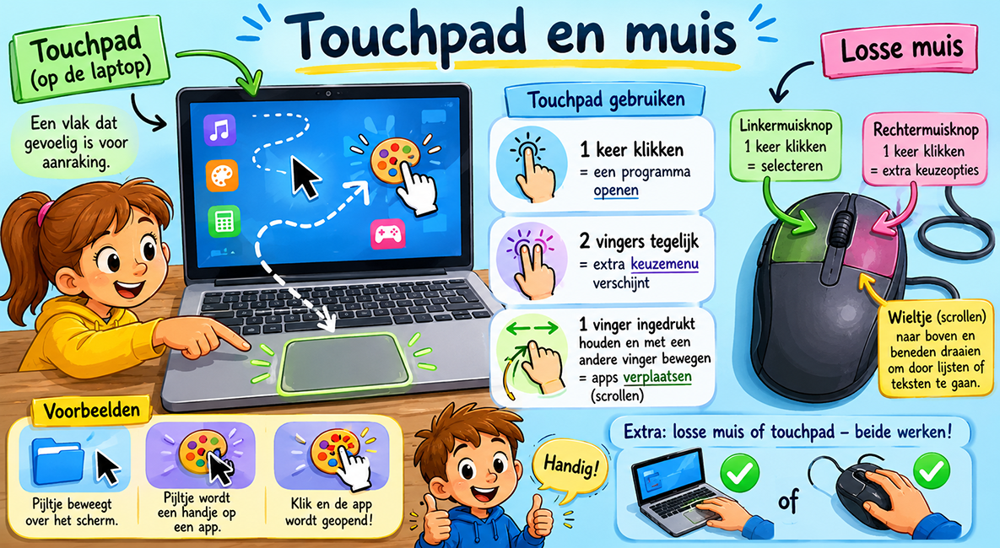 Touchpad en muis
Touchpad
(op de laptop)
Een vlak dat
gevoelig is voor
aanraking.
Touchpad gebruiken
1 keer klikken
= een programma
openen
2 vingers tegelijk
= extra keuzemenu
verschijnt
1 vinger ingedrukt
houden en met een
andere vinger bewegen
= apps verplaatsen
(scrollen)
Losse muis
Linkermuisknop
1 keer klikken
= selecteren
Rechtermuisknop
1 keer klikken
= extra keuzeopties
Wieltje (scrollen)
naar boven en
beneden draaien
om door lijsten of
teksten te gaan.
Voorbeelden
Pijltje beweegt
over het scherm.
Pijltje wordt
een handje op
een app.
Klik en de app
wordt geopend!
Handig!
Extra: losse muis of touchpad – beide werken!
of